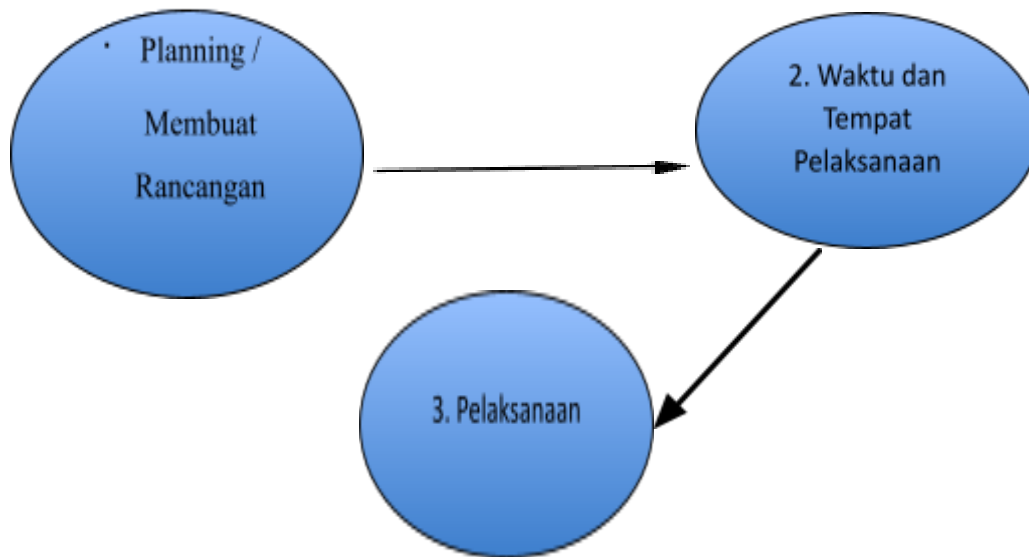 · Planning /
Membuat
Rancangan
2. Waktu dan
Tempat
Pelaksanaan
3. Pelaksanaan